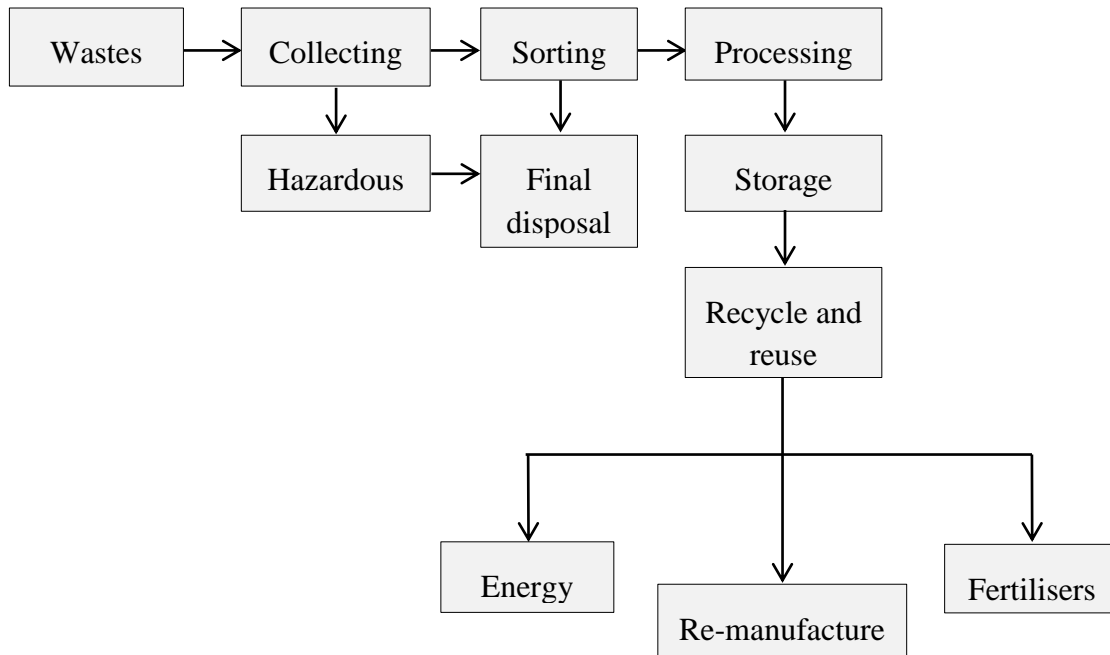 Wastes
Collecting
Sorting
Processing
Hazardous
Final
disposal
Storage
Recycle and
reuse
Energy
Re-manufacture
Fertilisers